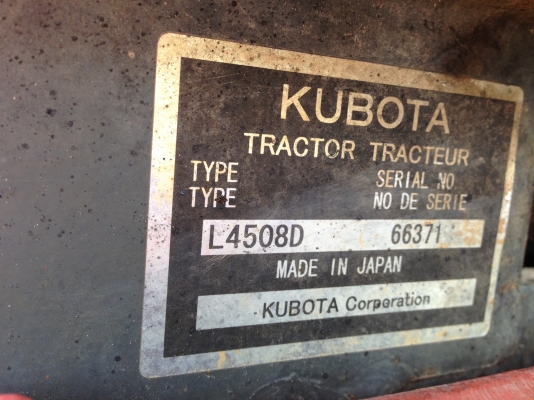 KUBOTA
TRACTOR TRACTEUR
TYPE SERIAL NO
TYPE NO DE SERIE
L4508D 66371
MADE IN JAPAN
KUBOTA Corporation